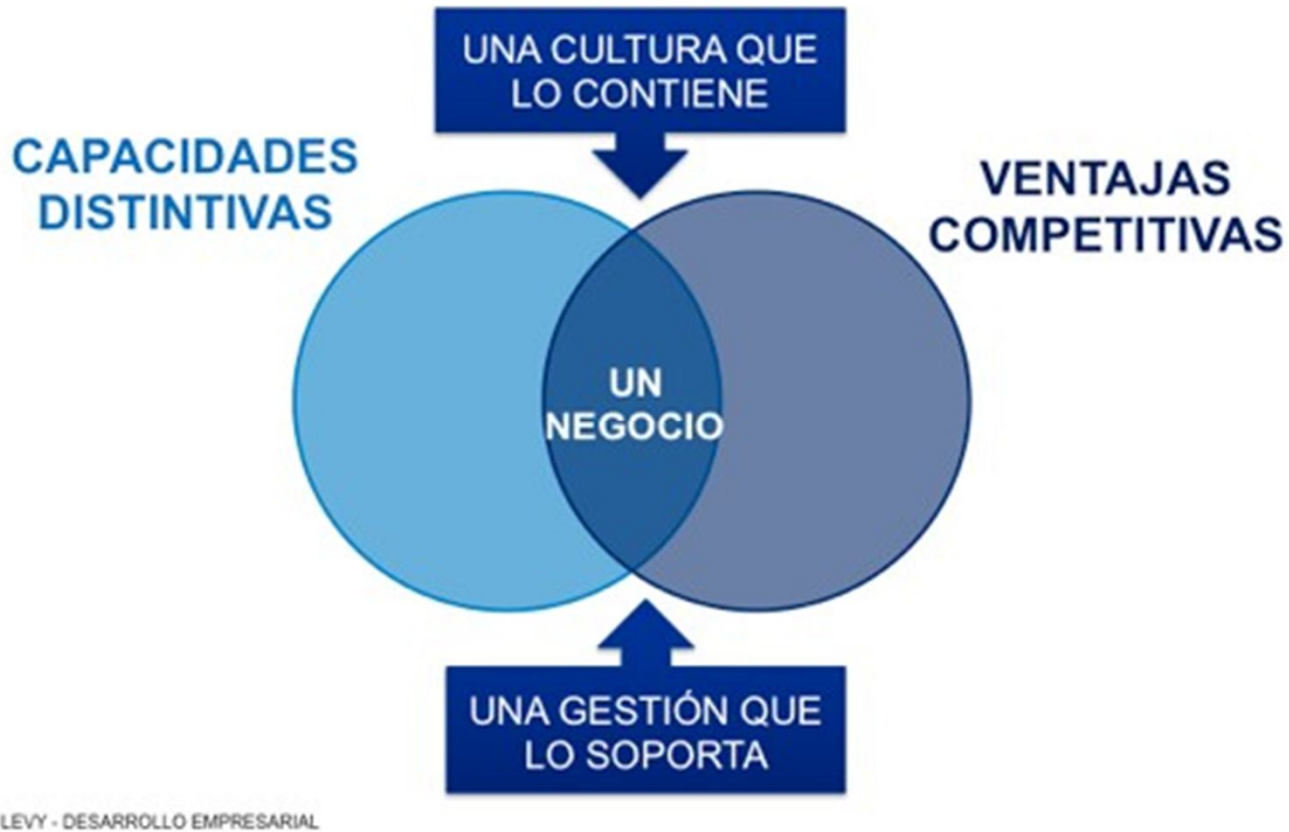 UNA CULTURA QUE
LO CONTIENE
CAPACIDADES
DISTINTIVAS
VENTAJAS
COMPETITIVAS
UN
NEGOCIO
UNA GESTIÓN QUE
LO SOPORTA
LEVY - DESARROLLO EMPRESARIAL